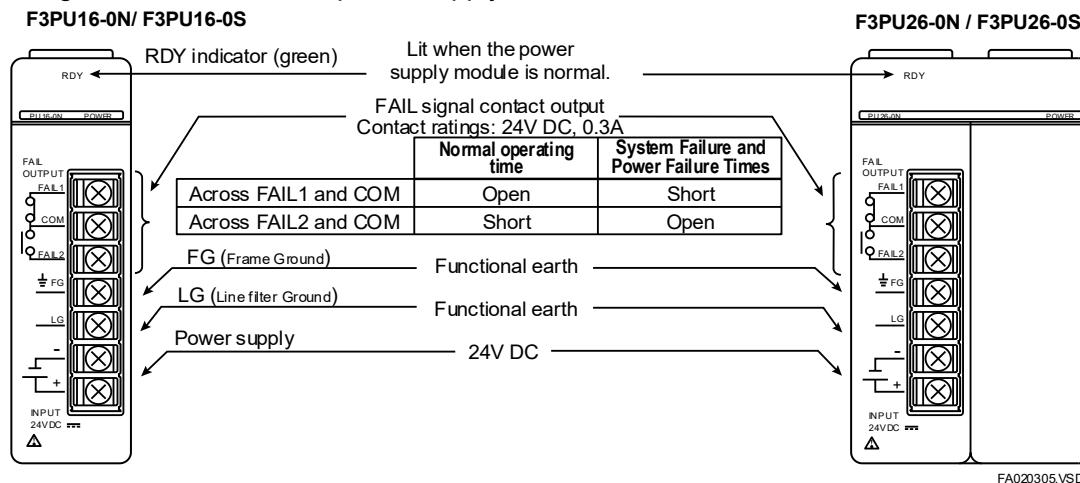 F3PU16-0N/ F3PU16-0S
F3PU26-0N / F3PU26-0S
RDY
RDY indicator (green)
Lit when the power
supply module is normal.
RDY
PU16-0N POWER
FAIL signal contact output
Contact ratings: 24V DC, 0.3A
PU26-0N POWER
Normal operating
time
System Failure and
Power Failure Times
Across FAIL1 and COM Open Short
Across FAIL2 and COM Short Open
FAIL
OUTPUT
FAIL1
COM
FAIL2
FG
LG
-
+
INPUT
24VDC
FG (Frame Ground) Functional earth
LG (Line filter Ground) Functional earth
Power supply 24V DC
FAIL
OUTPUT
FAIL1
COM
FAIL2
FG
LG
-
+
INPUT
24VDC
FA020305.VSD